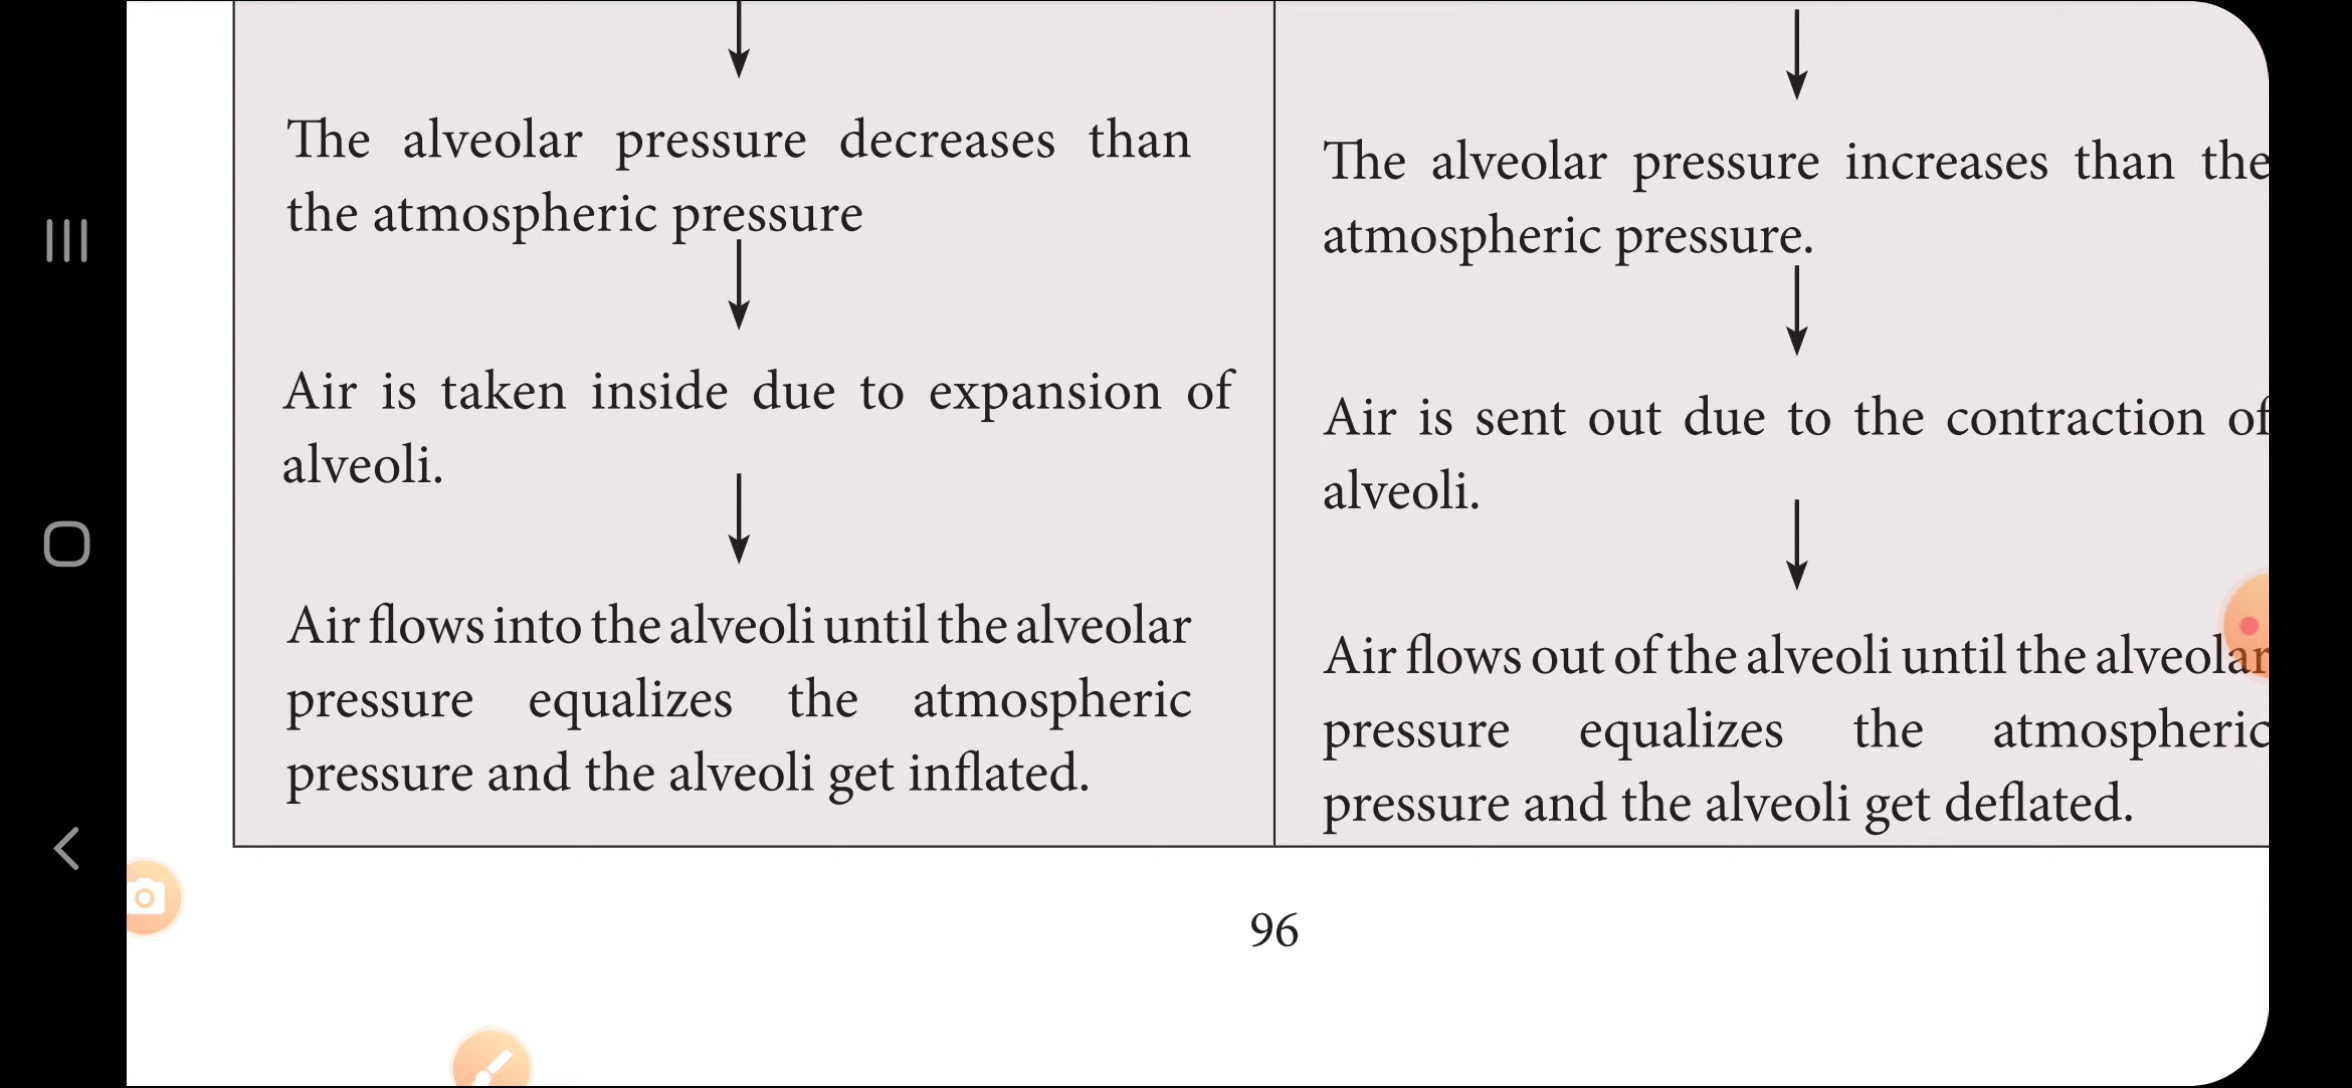 The alveolar pressure decreases than
the atmospheric pressure
Air is taken inside due to expansion of
alveoli.
Air flows into the alveoli until the alveolar
pressure equalizes the atmospheric
pressure and the alveoli get inflated.
The alveolar pressure increases than the
atmospheric pressure.
Air is sent out due to the contraction of
alveoli.
Air flows out of the alveoli until the alveolar
pressure equalizes the atmospheric
pressure and the alveoli get deflated.
96